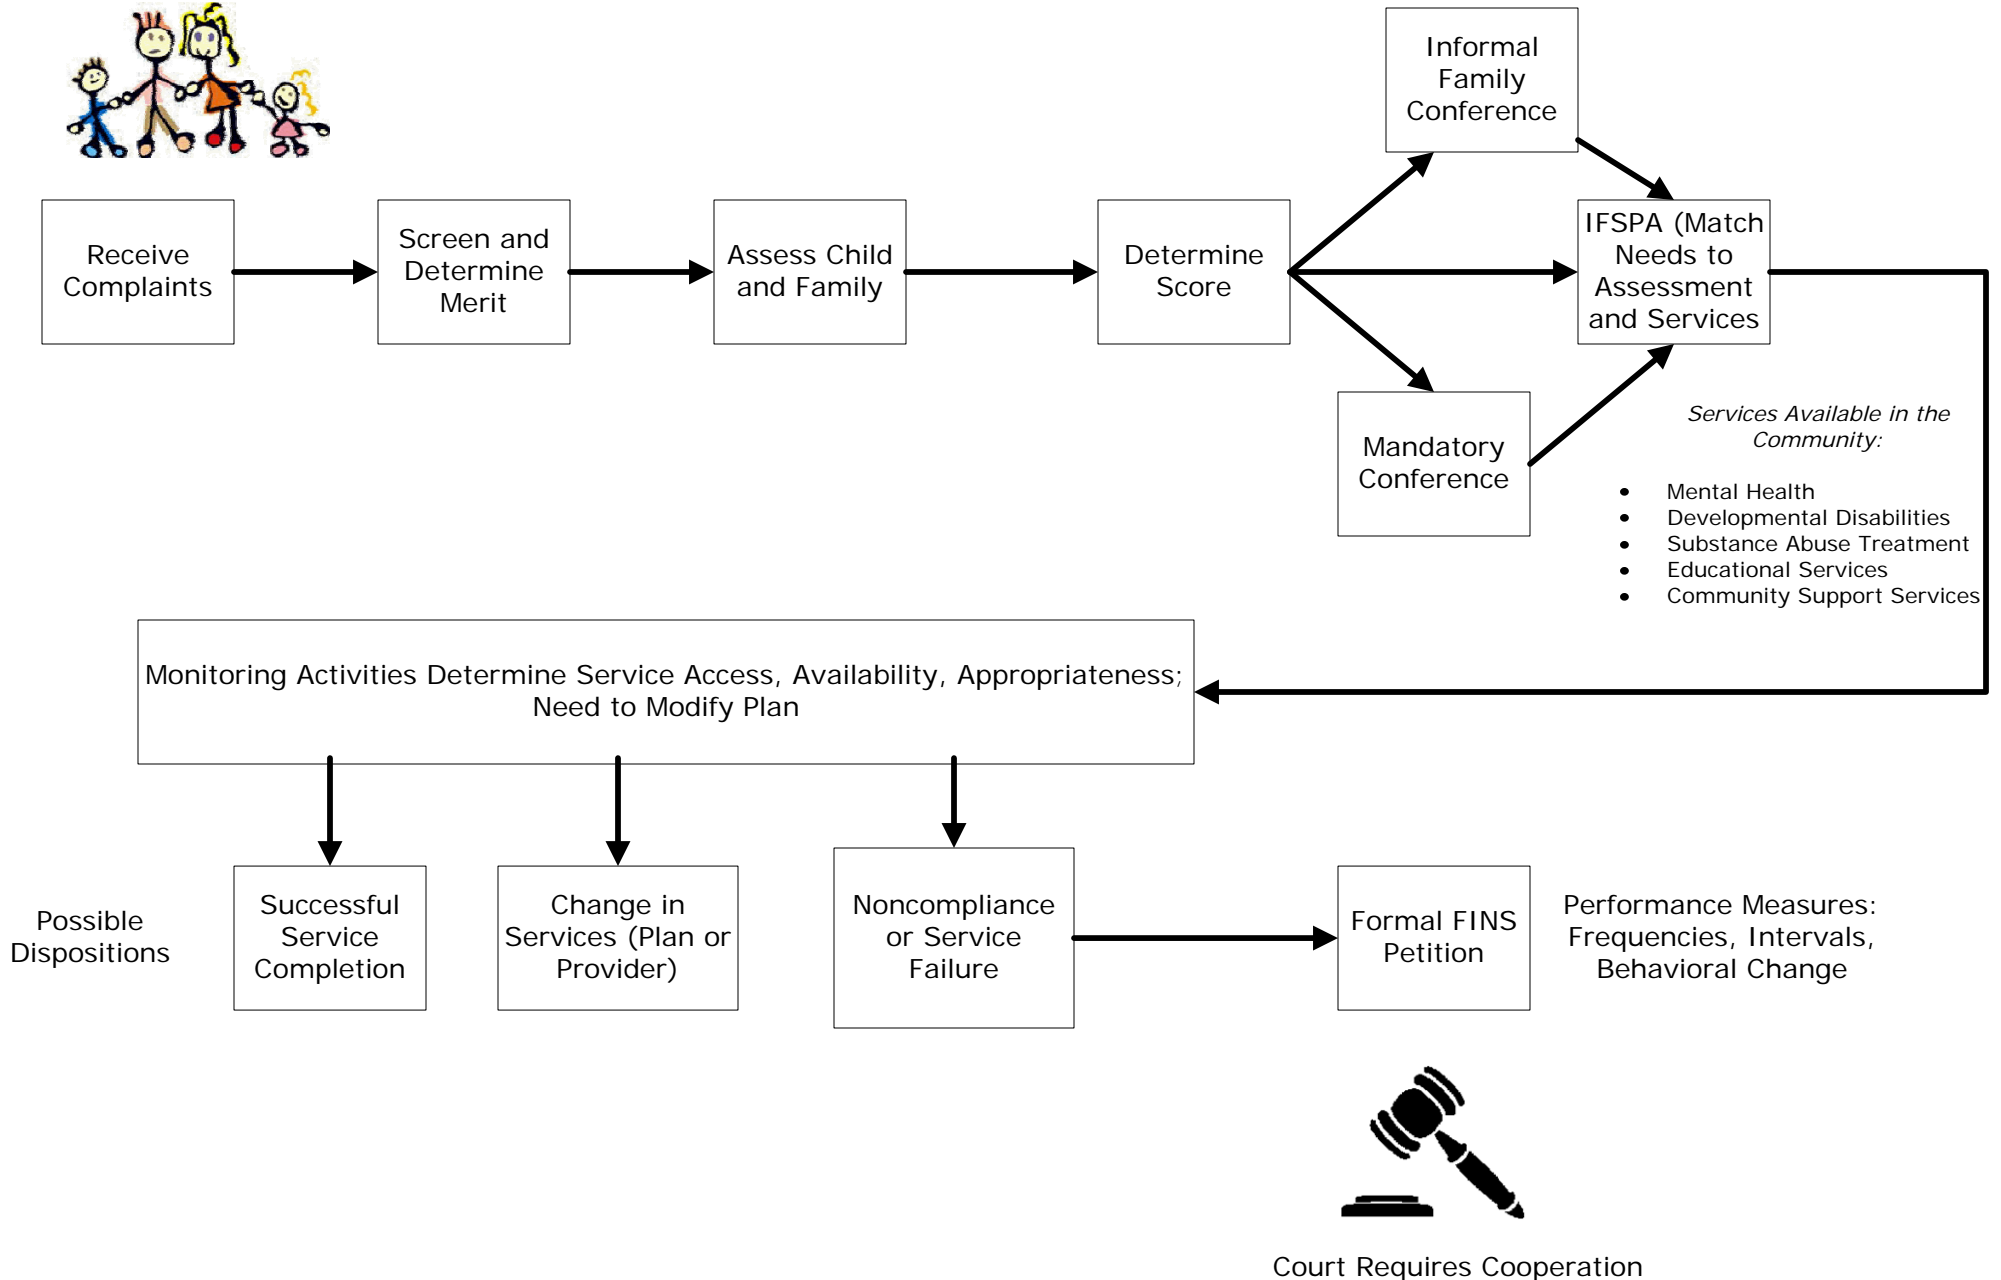 Informal
Family
Conference
Receive
Complaints
Screen and
Determine
Merit
Assess Child
and Family
Determine
Score
IFSPA (Match
Needs to
Assessment
and Services
Mandatory
Conference
Services Available in the
Community:
• Mental Health
• Developmental Disabilities
• Substance Abuse Treatment
• Educational Services
• Community Support Services
Monitoring Activities Determine Service Access, Availability, Appropriateness;
Need to Modify Plan
Possible
Dispositions
Successful
Service
Completion
Change in
Services (Plan or
Provider)
Noncompliance
or Service
Failure
Formal FINS
Petition
Performance Measures:
Frequencies, Intervals,
Behavioral Change
Court Requires Cooperation